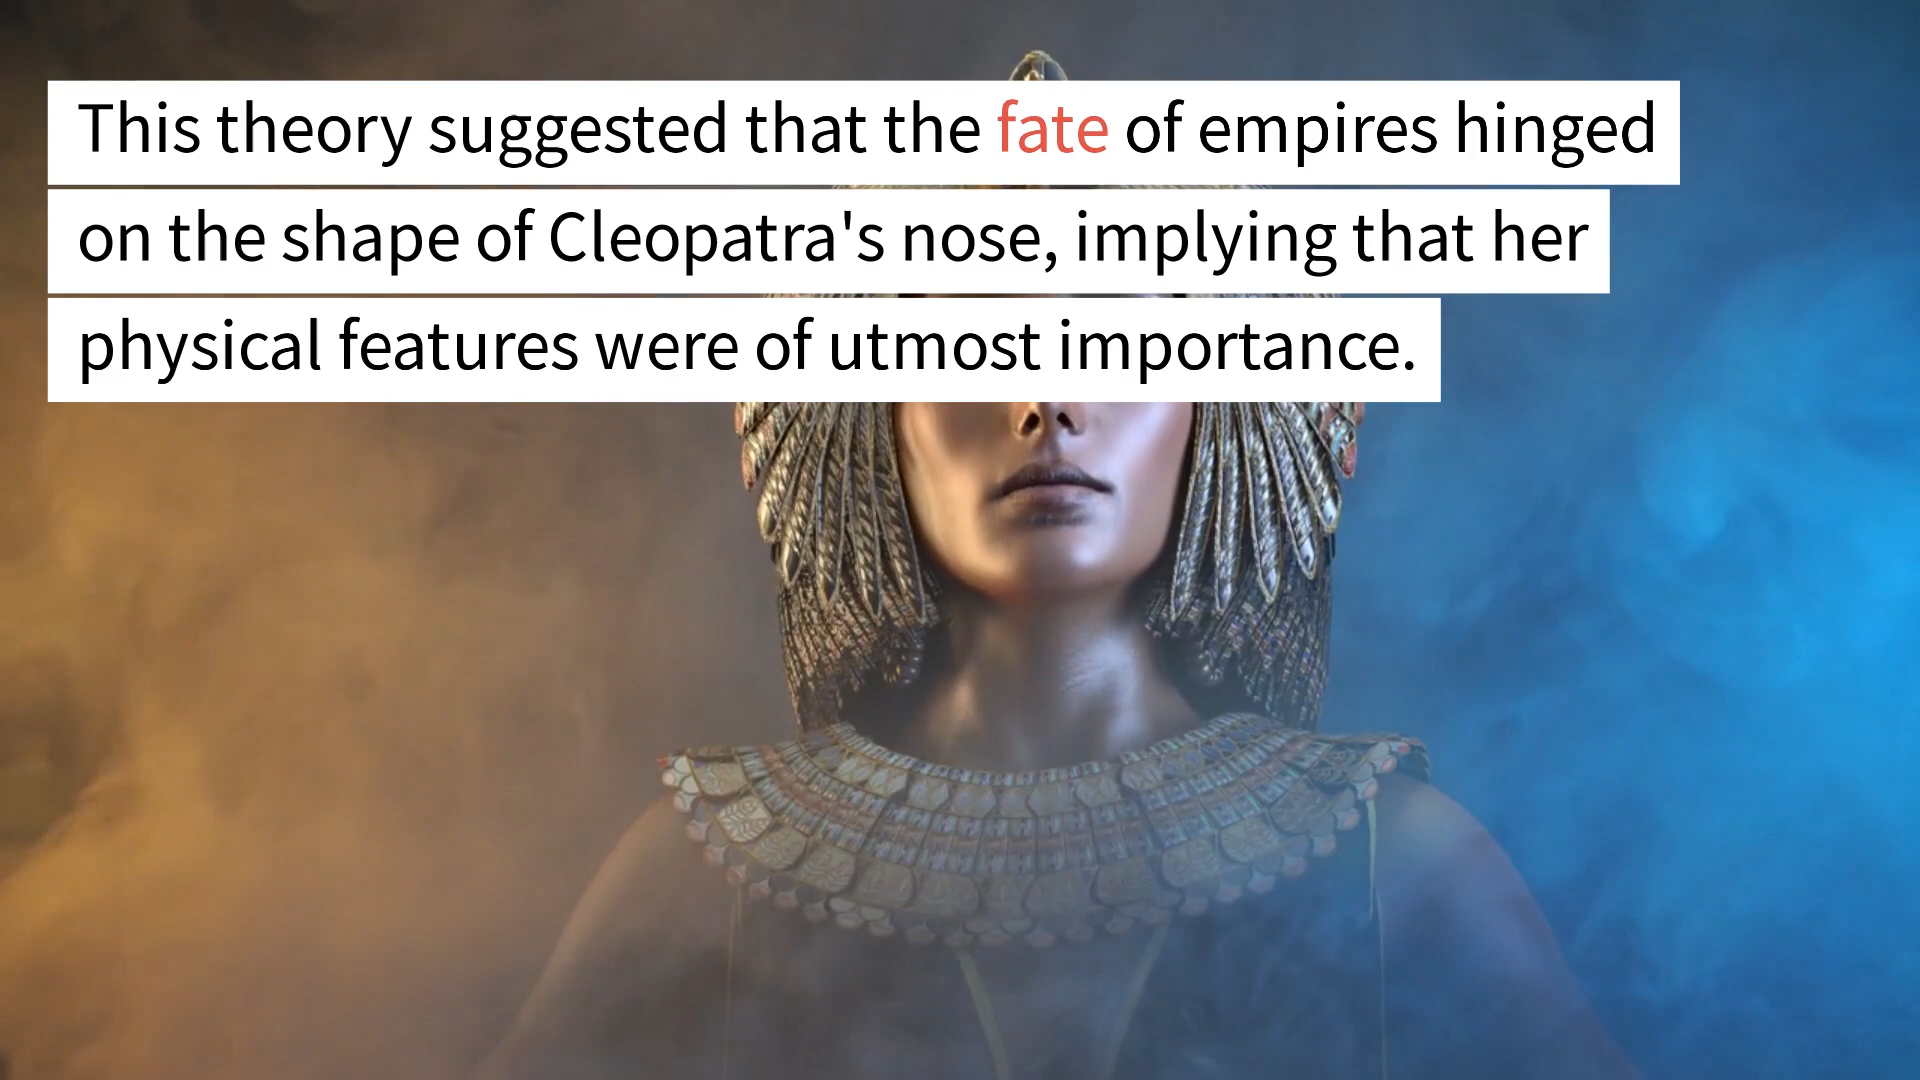 This theory suggested that the fate of empires hinged
on the shape of Cleopatra's nose, implying that her
physical features were of utmost importance.